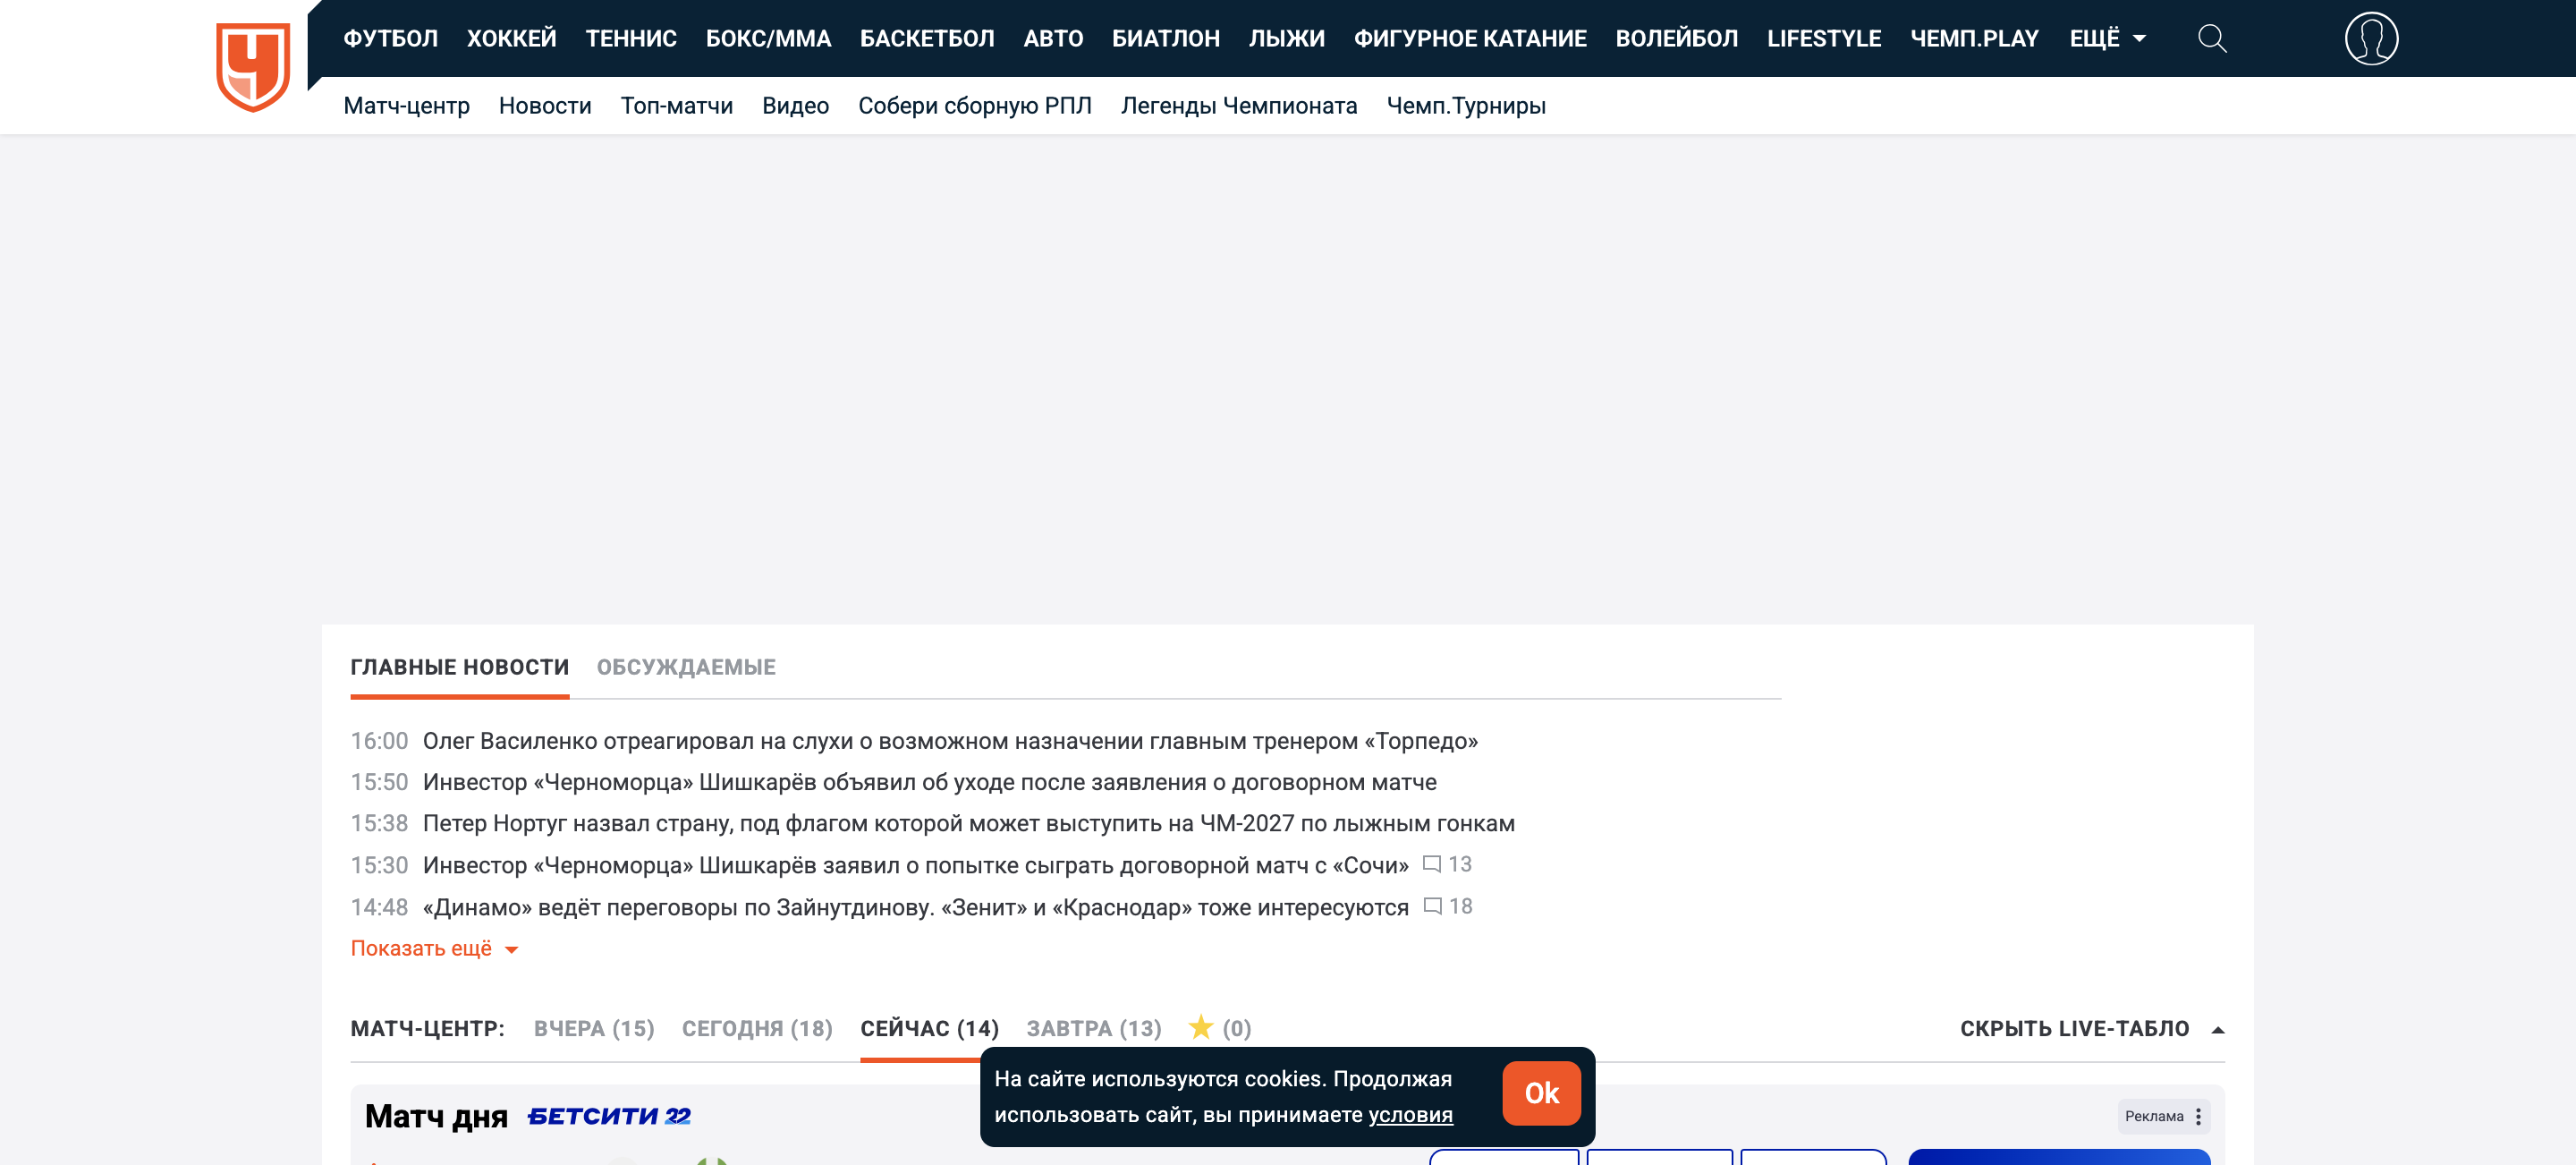 ФУТБОЛ ХОККЕЙ ТЕННИС БОКС/ММА БАСКЕТБОЛ АВТО БИАТЛОН ЛЫЖИ ФИГУРНОЕ КАТАНИЕ ВОЛЕЙБОЛ LIFESTYLE ЧЕМП.PLAY ЕЩЁ
Матч-центр Новости Топ-матчи Видео Собери сборную РПЛ Легенды Чемпионата Чемп.Турниры
ГЛАВНЫЕ НОВОСТИ ОБСУЖДАЕМЫЕ
16:00 Олег Василенко отреагировал на слухи о возможном назначении главным тренером «Торпедо»
15:50 Инвестор «Черноморца» Шишкарёв объявил об уходе после заявления о договорном матче
15:38 Петер Нортуг назвал страну, под флагом которой может выступить на ЧМ-2027 по лыжным гонкам
15:30 Инвестор «Черноморца» Шишкарёв заявил о попытке сыграть договорной матч с «Сочи» 13
14:48 «Динамо» ведёт переговоры по Зайнутдинову. «Зенит» и «Краснодар» тоже интересуются 18
Показать ещё
МАТЧ-ЦЕНТР: ВЧЕРА (15) СЕГОДНЯ (18) СЕЙЧАС (14) ЗАВТРА (13) (0) СКРЫТЬ LIVE-ТАБЛО
На сайте используются cookies. Продолжая
использовать сайт, вы принимаете условия
Ok
Матч дня БЕТСИТИ 22 Реклама